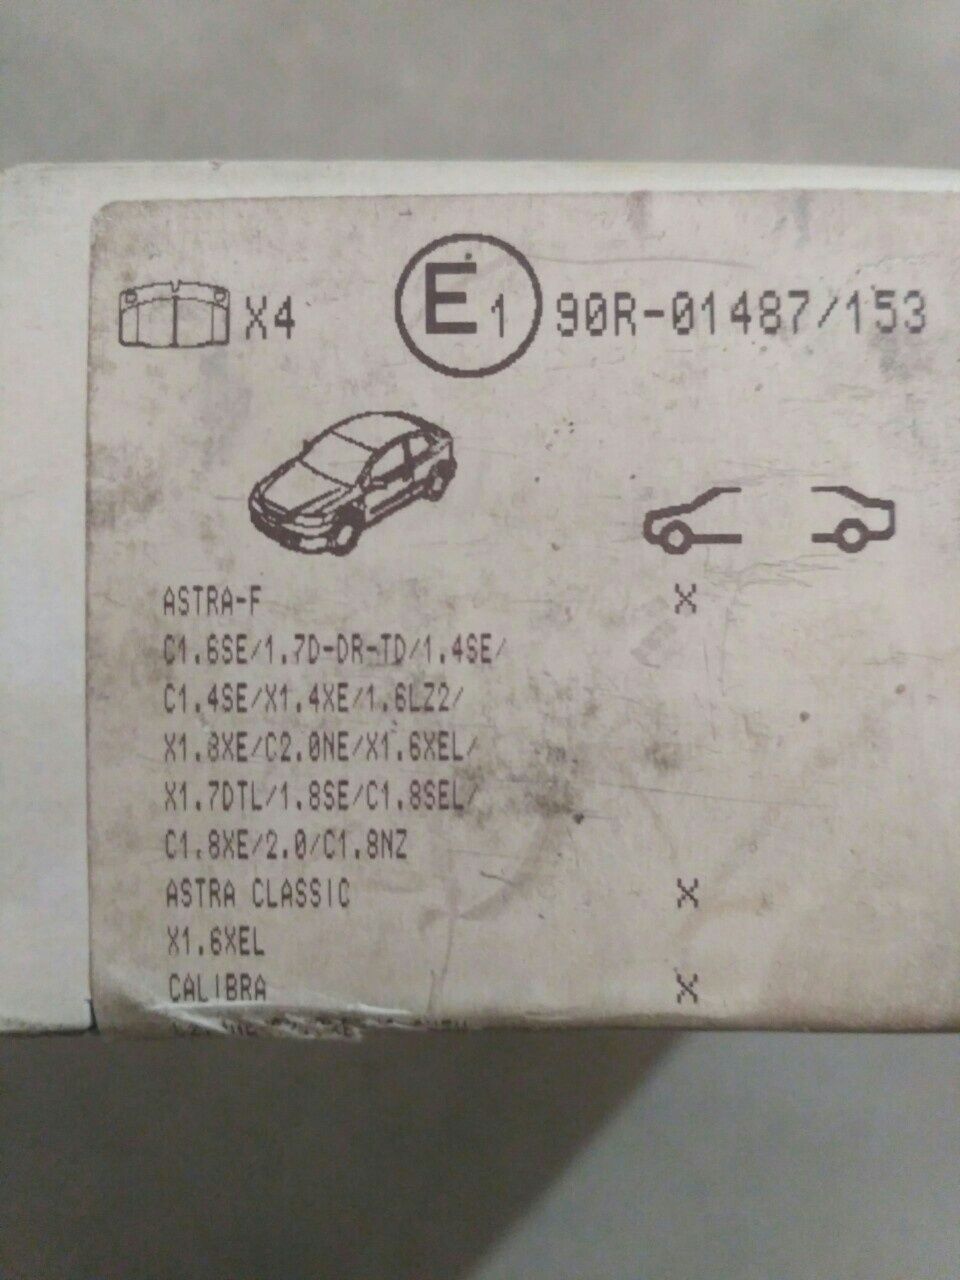 X4 E1 90R-01487/153
ASTRA-F X
C1.6SE/1.7D-DR-TD/1.4SE/
C1.4SE/X1.4XE/1.6LZ2/
X1.8XE/C2.0NE/X1.6XEL/
X1.7DTL/1.8SE/C1.8SEL/
C1.8XE/2.0/C1.8NZ
ASTRA CLASSIC X
X1.6XEL
CALIBRA X